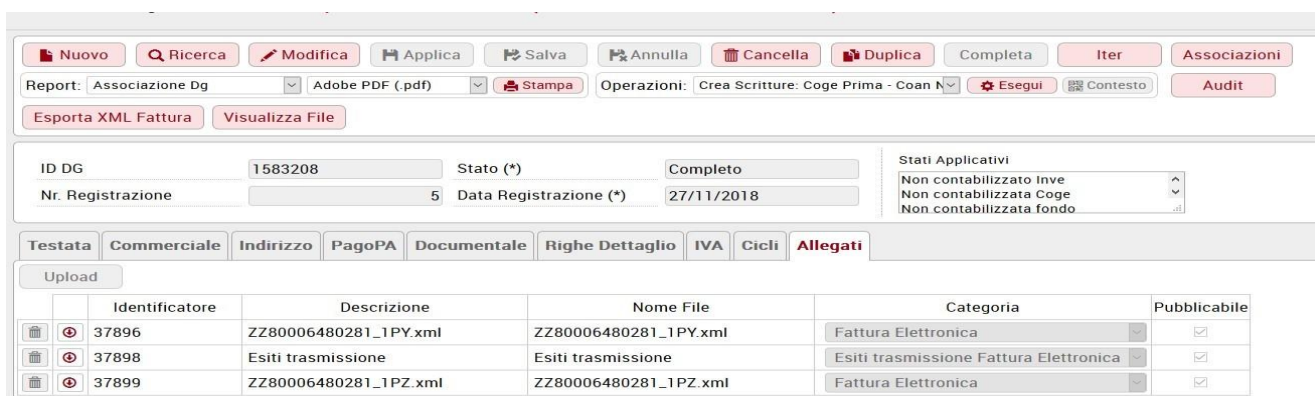 Nuovo Ricerca Modifica Applica Salva Annulla Cancella Duplica Completa Iter Associazioni
Report: Associazione Dg Adobe PDF (.pdf) Stampa Operazioni: Crea Scritture: Coge Prima - Coan Esegui Contesto Audit
Esporta XML Fattura Visualizza File
ID DG 1583208 Stato (*) Completo Stati Applicativi
Non contabilizzato Inve
Nr. Registrazione 5 Data Registrazione (*) 27/11/2018 Non contabilizzata Coge
Non contabilizzata fondo
Testata Commerciale Indirizzo PagoPA Documentale Righe Dettaglio IVA Cicli Allegati
Upload
Identificatore Descrizione Nome File Categoria Pubblicabile
37896 ZZ80006480281_1PY.xml ZZ80006480281_1PY.xml Fattura Elettronica
37898 Esiti trasmissione Esiti trasmissione Esiti trasmissione Fattura Elettronica
37899 ZZ80006480281_1PZ.xml ZZ80006480281_1PZ.xml Fattura Elettronica